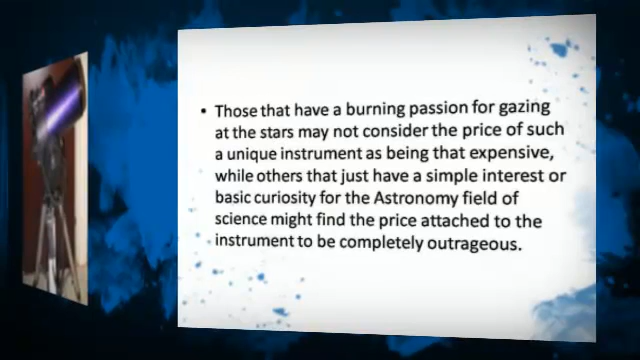 • Those that have a burning passion for gazing
at the stars may not consider the price of such
a unique instrument as being that expensive,
while others that just have a simple interest or
basic curiosity for the Astronomy field of
science might find the price attached to the
instrument to be completely outrageous.